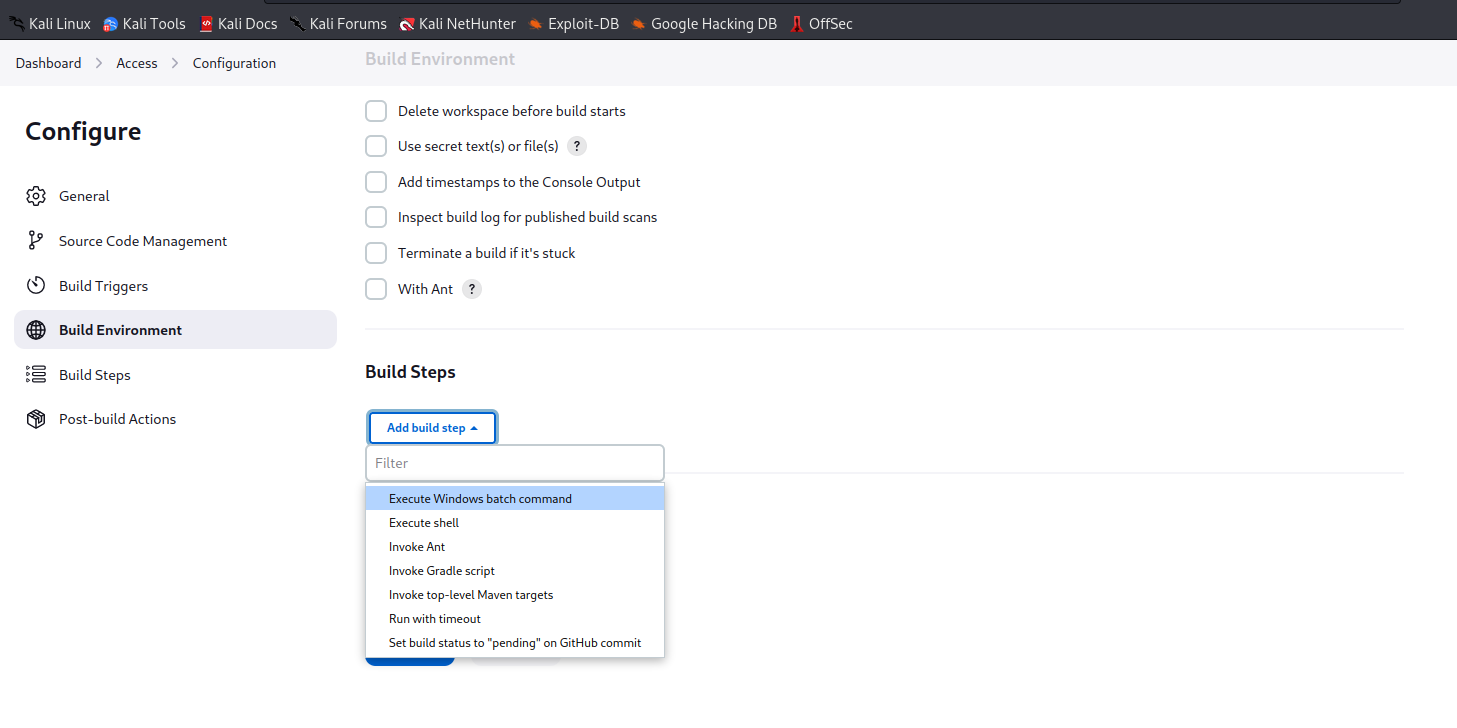 Kali Linux Kali Tools Kali Docs Kali Forums Kali NetHunter Exploit-DB Google Hacking DB OffSec
Dashboard > Access > Configuration
Build Environment
Configure
General
Source Code Management
Build Triggers
Build Environment
Build Steps
Post-build Actions
Delete workspace before build starts
Use secret text(s) or file(s) ?
Add timestamps to the Console Output
Inspect build log for published build scans
Terminate a build if it's stuck
With Ant ?
Build Steps
Add build step
Filter
Execute Windows batch command
Execute shell
Invoke Ant
Invoke Gradle script
Invoke top-level Maven targets
Run with timeout
Set build status to "pending" on GitHub commit